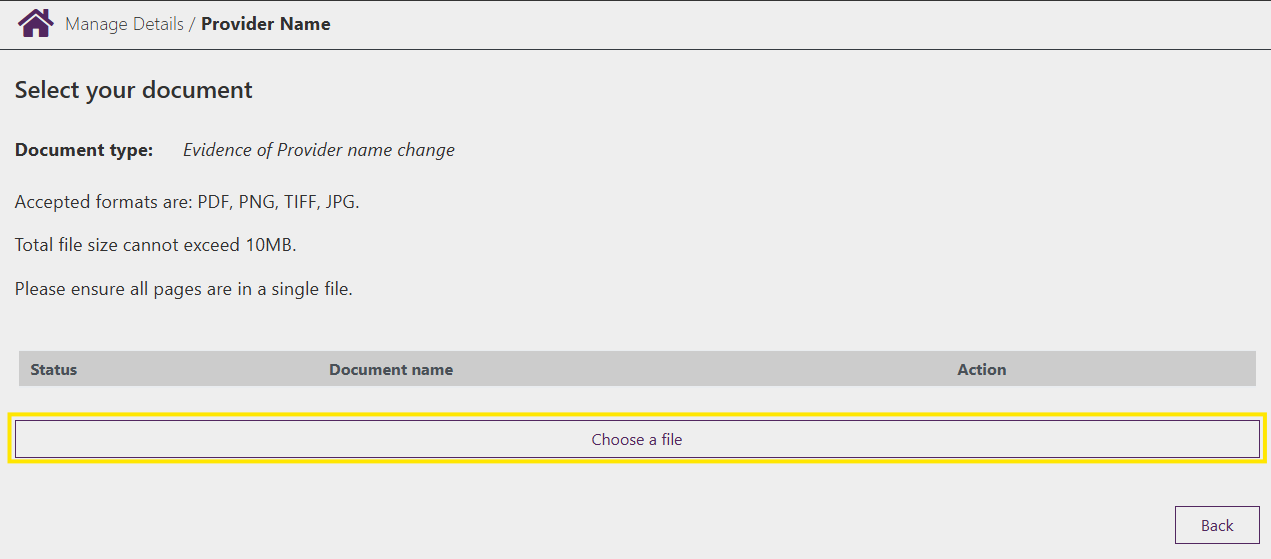 Manage Details / Provider Name
Select your document
Document type: Evidence of Provider name change
Accepted formats are: PDF, PNG, TIFF, JPG.
Total file size cannot exceed 10MB.
Please ensure all pages are in a single file.
Status Document name Action
Choose a file
Back